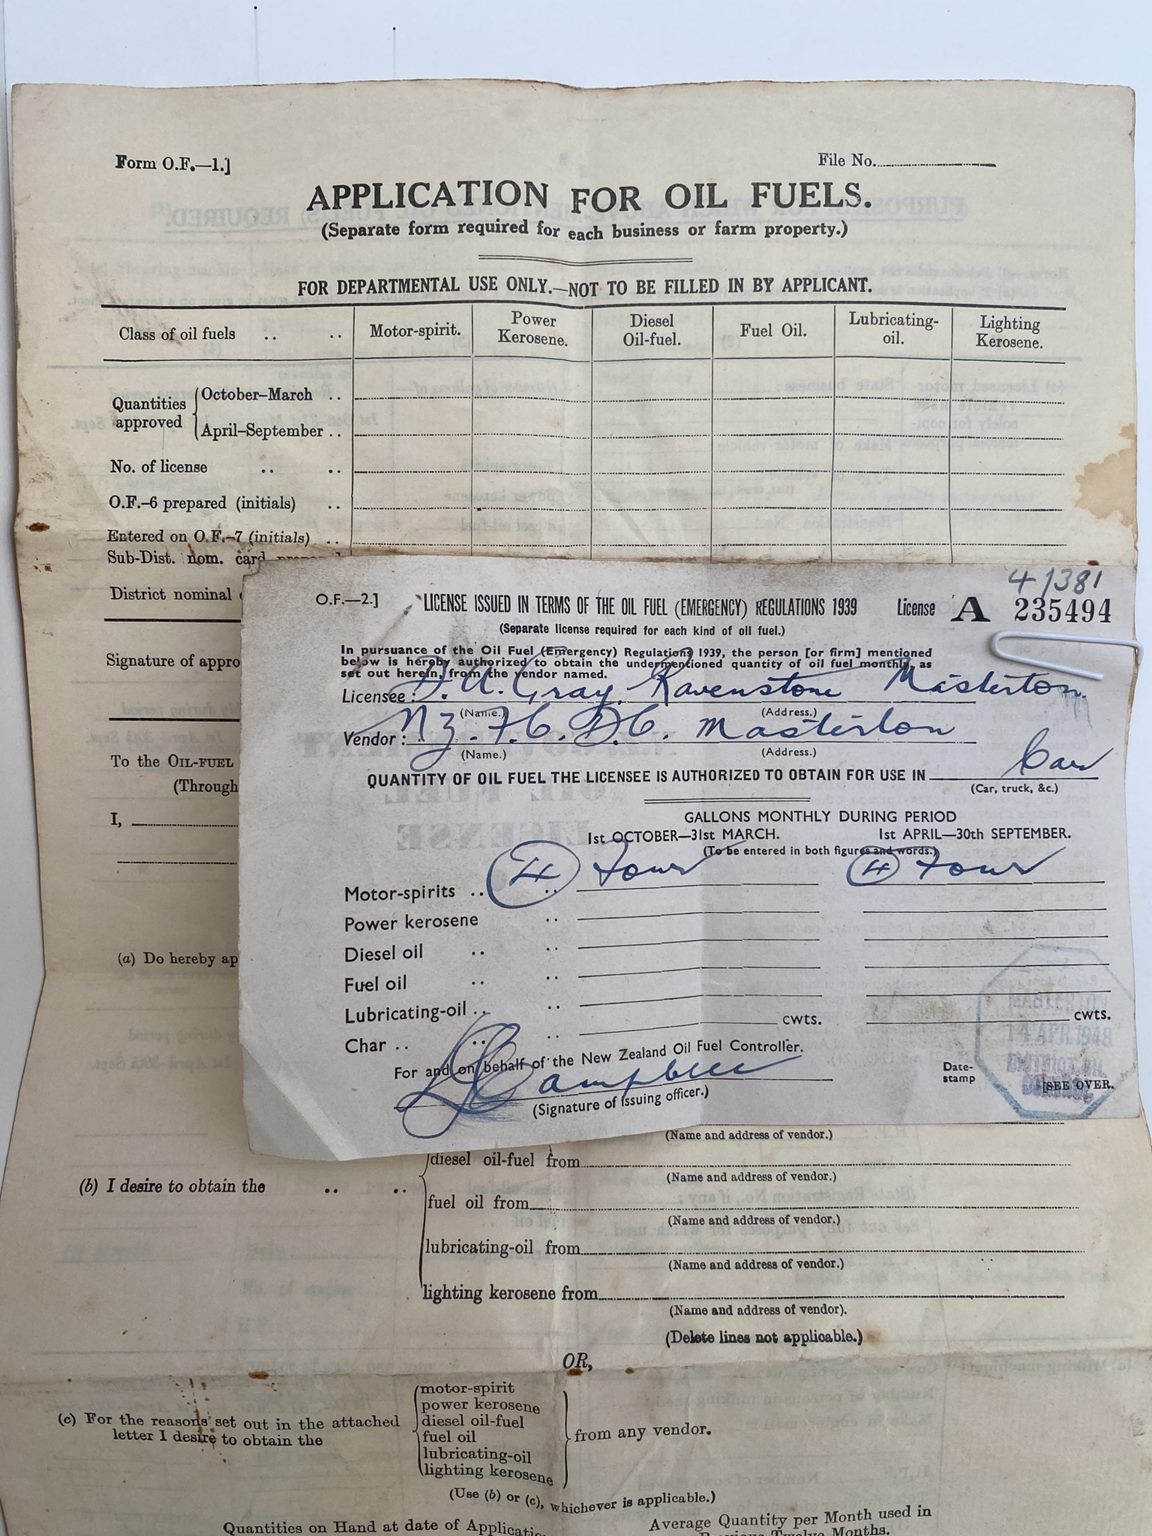 Form O.F.—1.]
File No.
APPLICATION FOR OIL FUELS.
(Separate form required for each business or farm property.)
FOR DEPARTMENTAL USE ONLY.—NOT TO BE FILLED IN BY APPLICANT.
Class of oil fuels .. .. Motor-spirit. Power Kerosene. Diesel Oil-fuel. Fuel Oil. Lubricating-oil. Lighting Kerosene.
Quantities approved
October–March ..
April–September ..
No. of license .. ..
O.F.–6 prepared (initials) ..
Entered on O.F.–7 (initials) ..
Sub-Dist. nom. card
District nominal
Signature of appro
To the OIL-FUEL
(Through
I,
(a) Do hereby ap
41381
O.F.—2.] LICENSE ISSUED IN TERMS OF THE OIL FUEL (EMERGENCY) REGULATIONS 1939 License A 235494
(Separate license required for each kind of oil fuel.)
In pursuance of the Oil Fuel (Emergency) Regulations 1939, the person [or firm] mentioned
below is hereby authorized to obtain the undermentioned quantity of oil fuel monthly, as
set out herein, from the vendor named.
Licensee: D. A. Gray, Ravenstone Masterton.
(Name.) (Address.)
Vendor: N.Z. F. C. D. C. Masterton
(Name.) (Address.)
QUANTITY OF OIL FUEL THE LICENSEE IS AUTHORIZED TO OBTAIN FOR USE IN Car
(Car, truck, &c.)
GALLONS MONTHLY DURING PERIOD
1st OCTOBER—31st MARCH. 1st APRIL—30th SEPTEMBER.
(To be entered in both figures and words.)
Motor-spirits .. .. 4 Four 4 Four
Power kerosene ..
Diesel oil .. ..
Fuel oil .. ..
Lubricating-oil .. ..
Char .. .. .. cwts. cwts.
For and on behalf of the New Zealand Oil Fuel Controller.
Campbell
(Signature of issuing officer.)
Date-stamp
MASTERTON
14 APR 1948
DISTRICT OIL
[SEE OVER.
(Name and address of vendor.)
(b) I desire to obtain the .. ..
diesel oil-fuel from
(Name and address of vendor.)
fuel oil from
(Name and address of vendor.)
lubricating-oil from
(Name and address of vendor.)
lighting kerosene from
(Name and address of vendor).
(Delete lines not applicable.)
OR,
(c) For the reasons set out in the attached
letter I desire to obtain the
motor-spirit
power kerosene
diesel oil-fuel
fuel oil
lubricating-oil
lighting kerosene
from any vendor.
(Use (b) or (c), whichever is applicable.)
Quantities on Hand at date of
Average Quantity per Month used in
Previous Twelve Months.